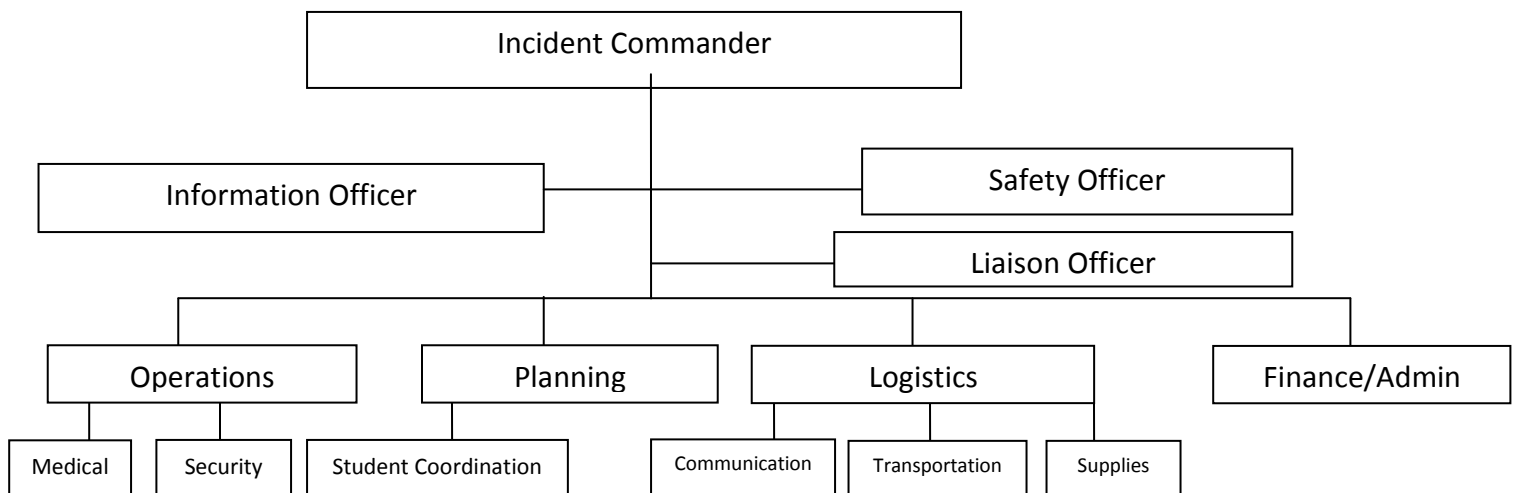 Incident Commander
Information Officer
Safety Officer
Liaison Officer
Operations
Planning
Logistics
Finance/Admin
Medical
Security
Student Coordination
Communication
Transportation
Supplies